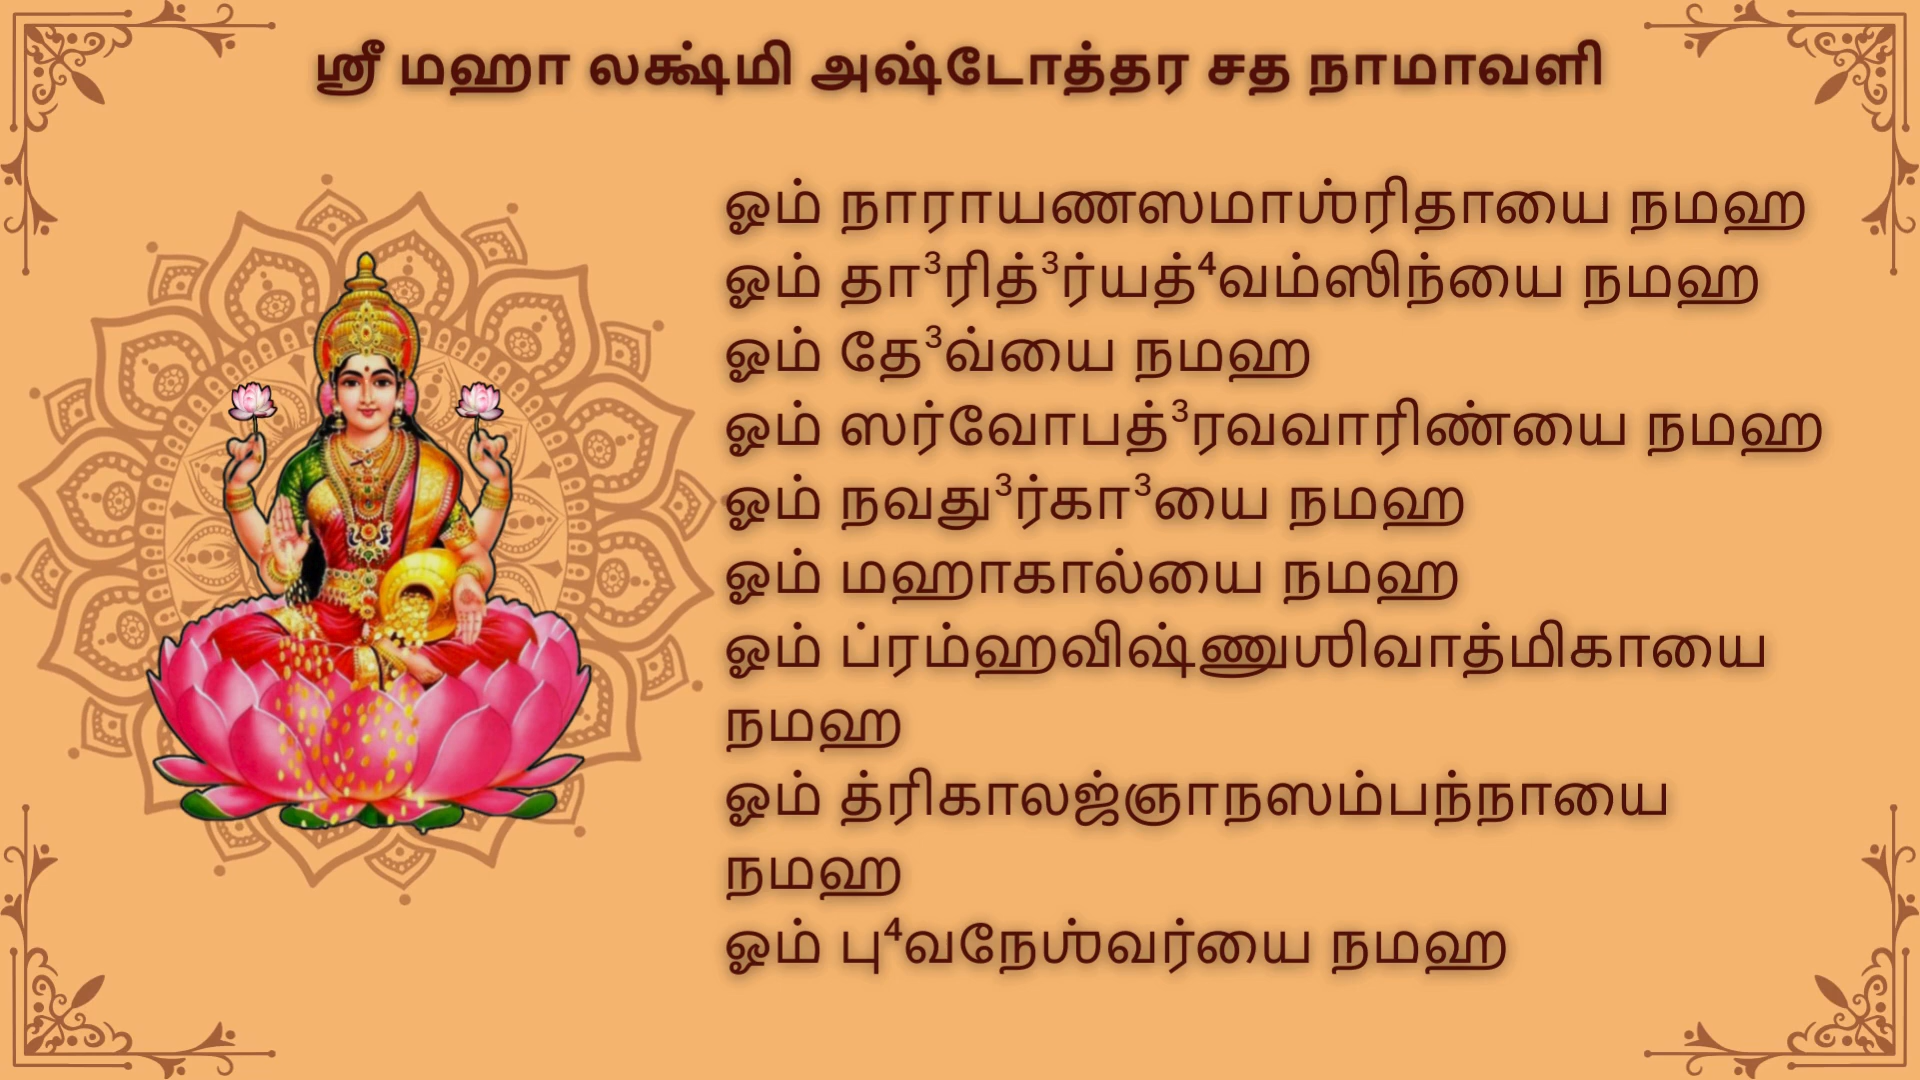 ஶ்ரீ மஹா லக்ஷ்மி அஷ்டோத்தர சத நாமாவளி
ஓம் நாராயணஸமாஶ்ரிதாயை நமஹ
ஓம் தா³ரித்³ர்யத்⁴வம்ஸிந்யை நமஹ
ஓம் தே³வ்யை நமஹ
ஓம் ஸர்வோபத்³ரவவாரிண்யை நமஹ
ஓம் நவது³ர்கா³யை நமஹ
ஓம் மஹாகால்யை நமஹ
ஓம் ப்ரம்ஹவிஷ்ணுஶிவாத்மிகாயை
நமஹ
ஓம் த்ரிகாலஜ்ஞாநஸம்பந்நாயை
நமஹ
ஓம் பு⁴வநேஶ்வர்யை நமஹ